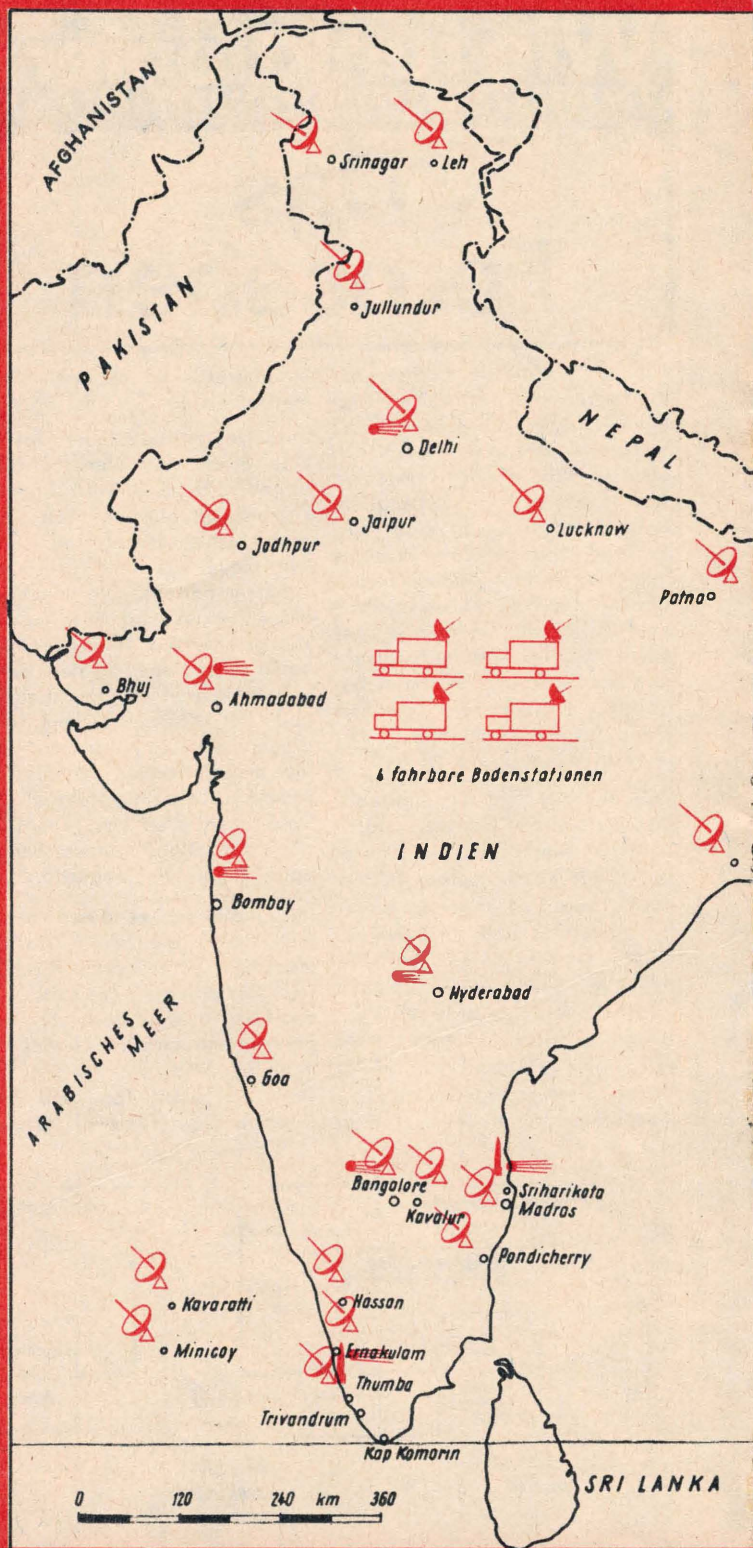 AFGHANISTAN
Srinagar
Leh
PAKISTAN
Jullundur
NEPAL
Delhi
Jodhpur
Jaipur
Lucknow
Patna
Bhuj
Ahmadabad
4 fahrbare Bodenstationen
INDIEN
Bombay
Hyderabad
ARABISCHES
MEER
Goa
Bangalore
Kavalur
Sriharikota
Madras
Pondicherry
Kavaratti
Hassan
Minicoy
Ernakulam
Thumba
Trivandrum
Kap Komorin
SRI LANKA
0 120 240 km 360